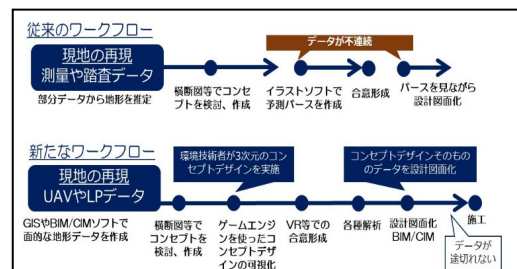 従来のワークフロー
データが不連続
現地の再現
測量や踏査データ
部分データから地形を推定
横断図等でコンセ
プトを検討、作成
イラストソフトで
予測パースを作成
合意形成
パースを見ながら
設計図面化
新たなワークフロー
環境技術者が3次元のコン
セプトデザインを実施
コンセプトデザインそのもの
のデータを設計図面化
現地の再現
UAVやLPデータ
GISやBIM/CIMソフトで
面的な地形データを作成
横断図等で
コンセプトを
検討、作成
ゲームエンジ
ンを使ったコ
ンセプトデザ
インの可視化
VR等での
合意形成
各種解析
設計図面化
BIM/CIM
施工
データが
途切れない